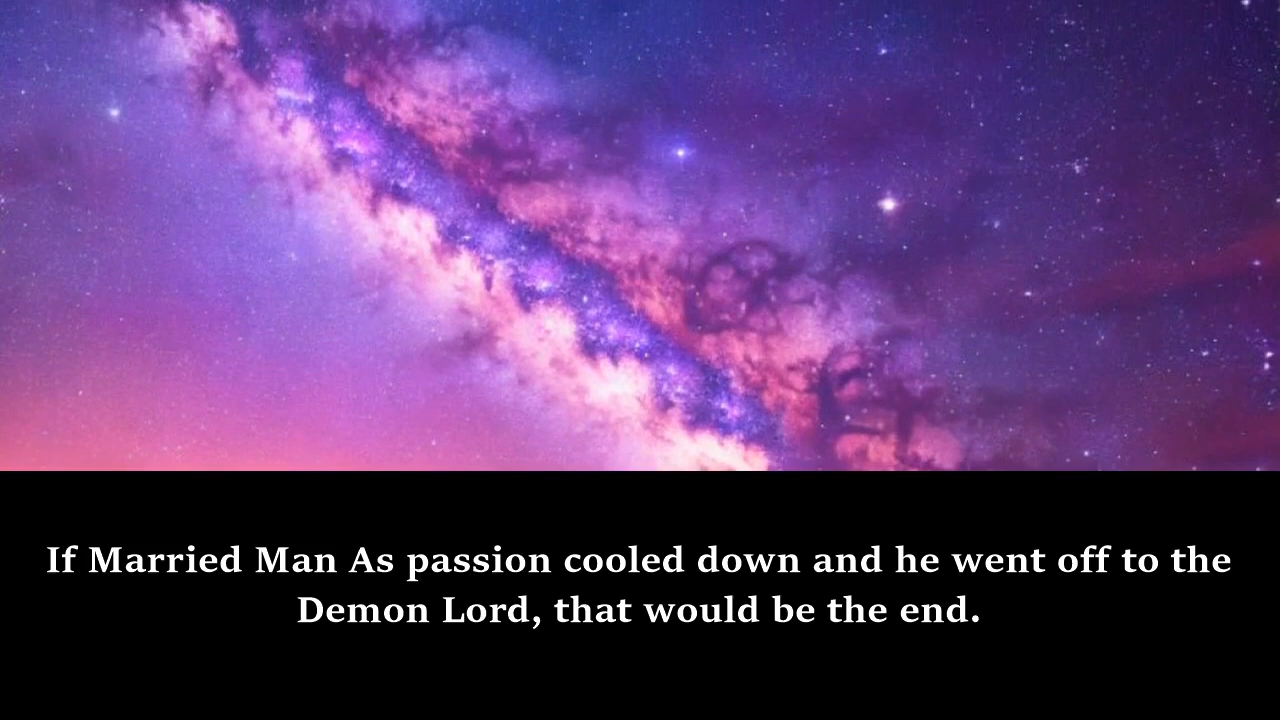 If Married Man As passion cooled down and he went off to the
Demon Lord, that would be the end.